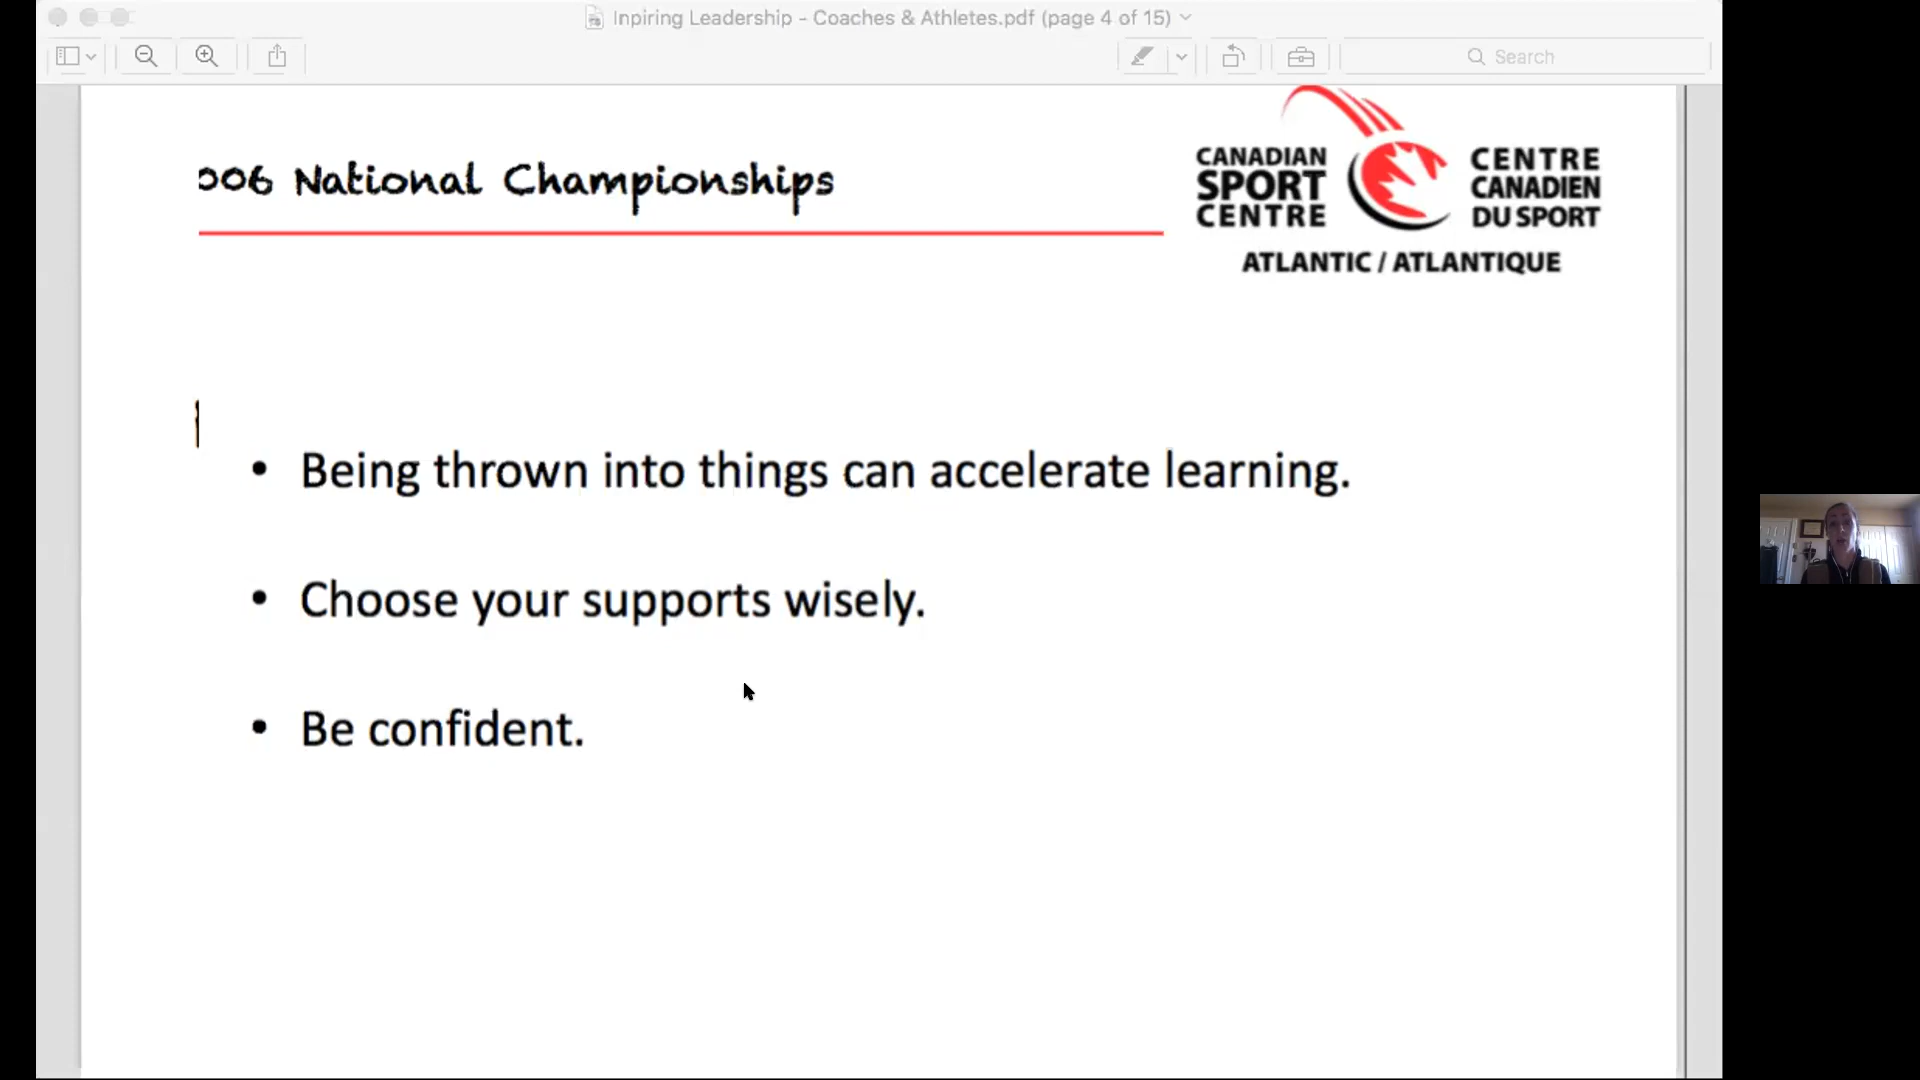 Inpiring Leadership - Coaches & Athletes.pdf (page 4 of 15)
Search
006 National Championships
CANADIAN
SPORT
CENTRE
CENTRE
CANADIEN
DU SPORT
ATLANTIC / ATLANTIQUE
• Being thrown into things can accelerate learning.
• Choose your supports wisely.
• Be confident.